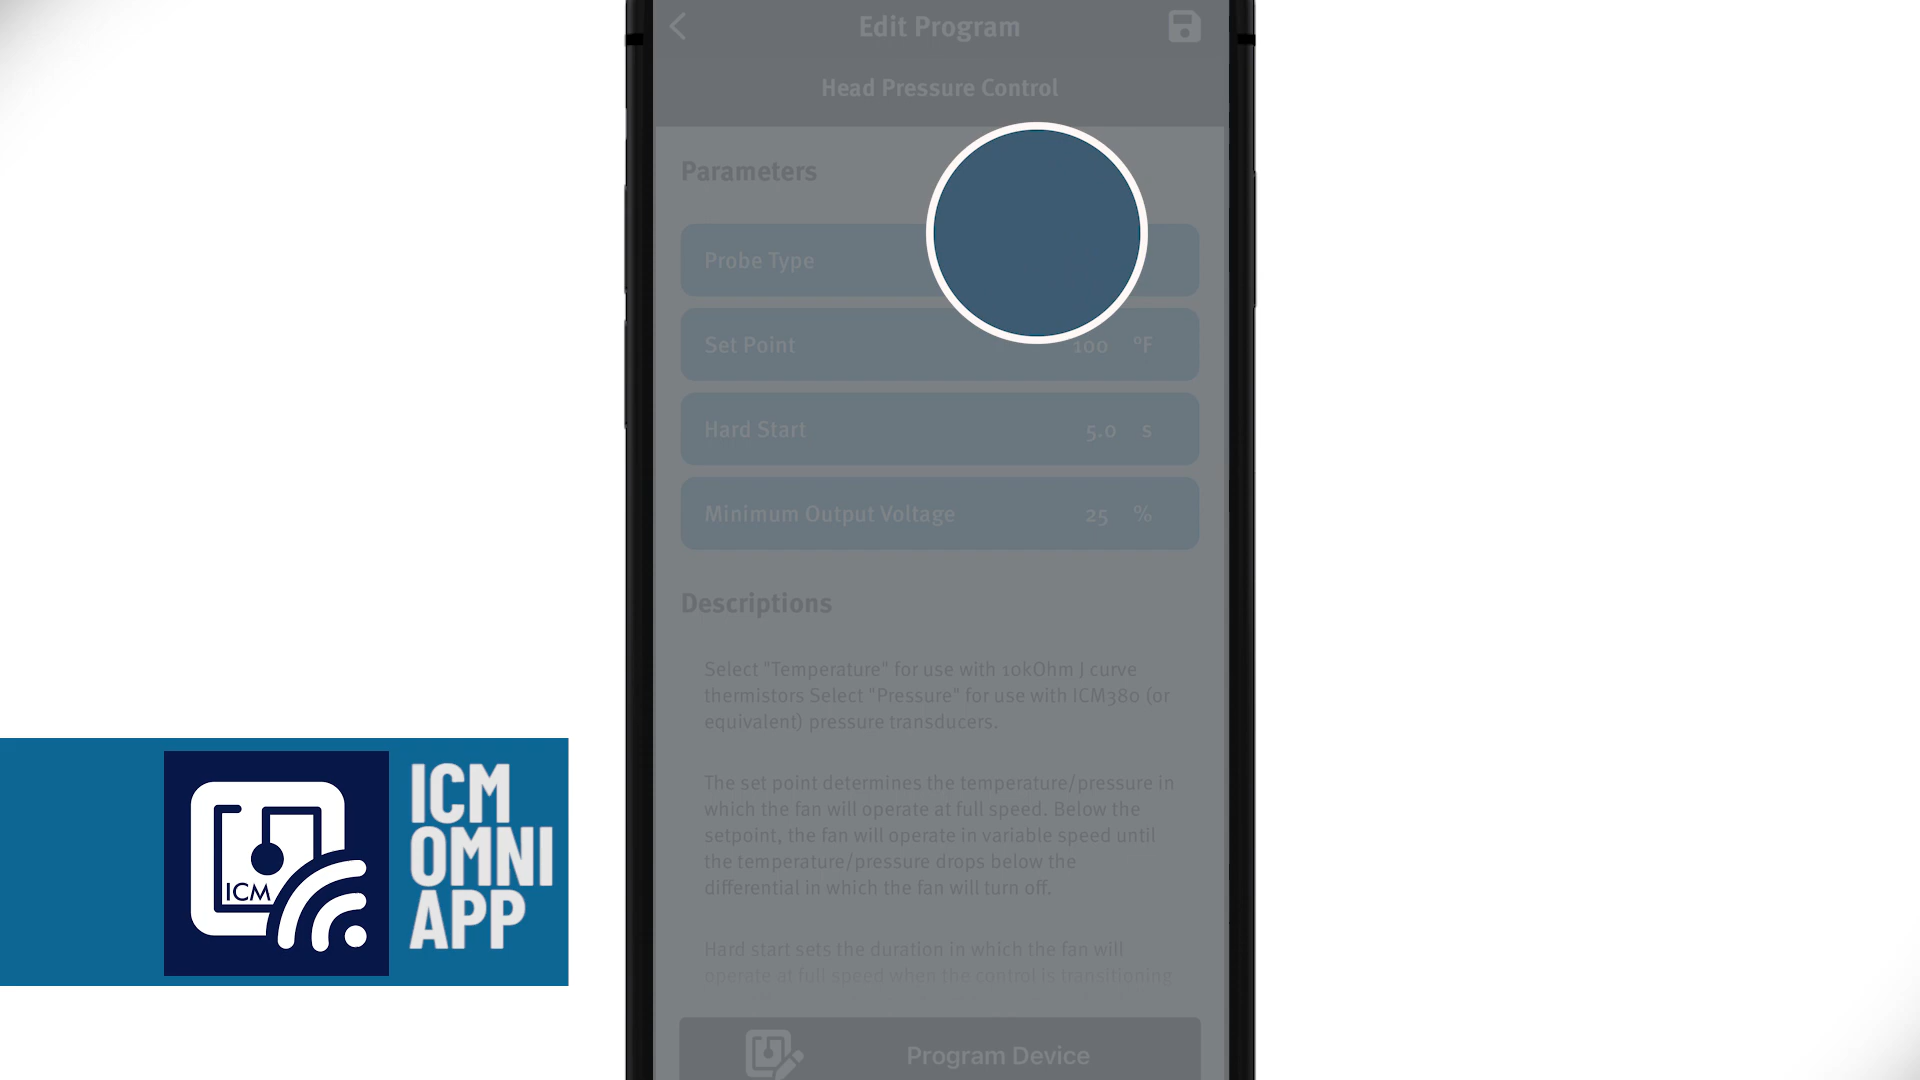 Edit Program
Head Pressure Control
Parameters
Probe Type
Set Point 100 °F
Hard Start 5.0 s
Minimum Output Voltage 25 %
Descriptions
Select "Temperature" for use with 10kOhm J curve
thermistors Select "Pressure" for use with ICM380 (or
equivalent) pressure transducers.
The set point determines the temperature/pressure in
which the fan will operate at full speed. Below the
setpoint, the fan will operate in variable speed until
the temperature/pressure drops below the
differential in which the fan will turn off.
Hard start sets the duration in which the fan will
operate at full speed when the control is transitioning
Program Device
ICM
ICM
OMNI
APP